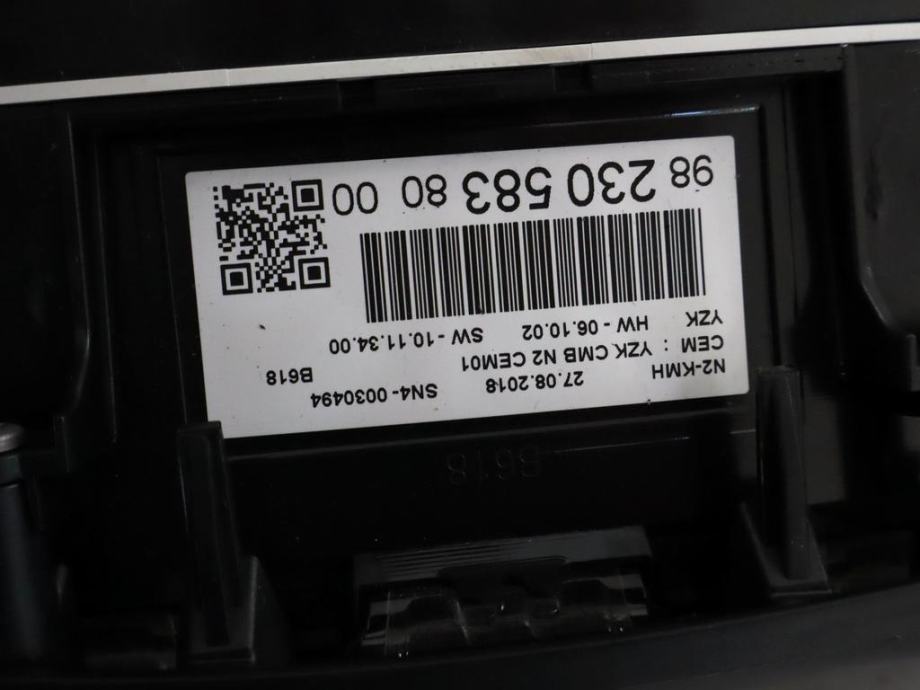 B618
N2-KMH 27.08.2018 SN4-0030494
CEM : YZK CMB N2 CEM01 B618
YZK HW - 06.10.02 SW - 10.11.34.00
98 230 583 80 00